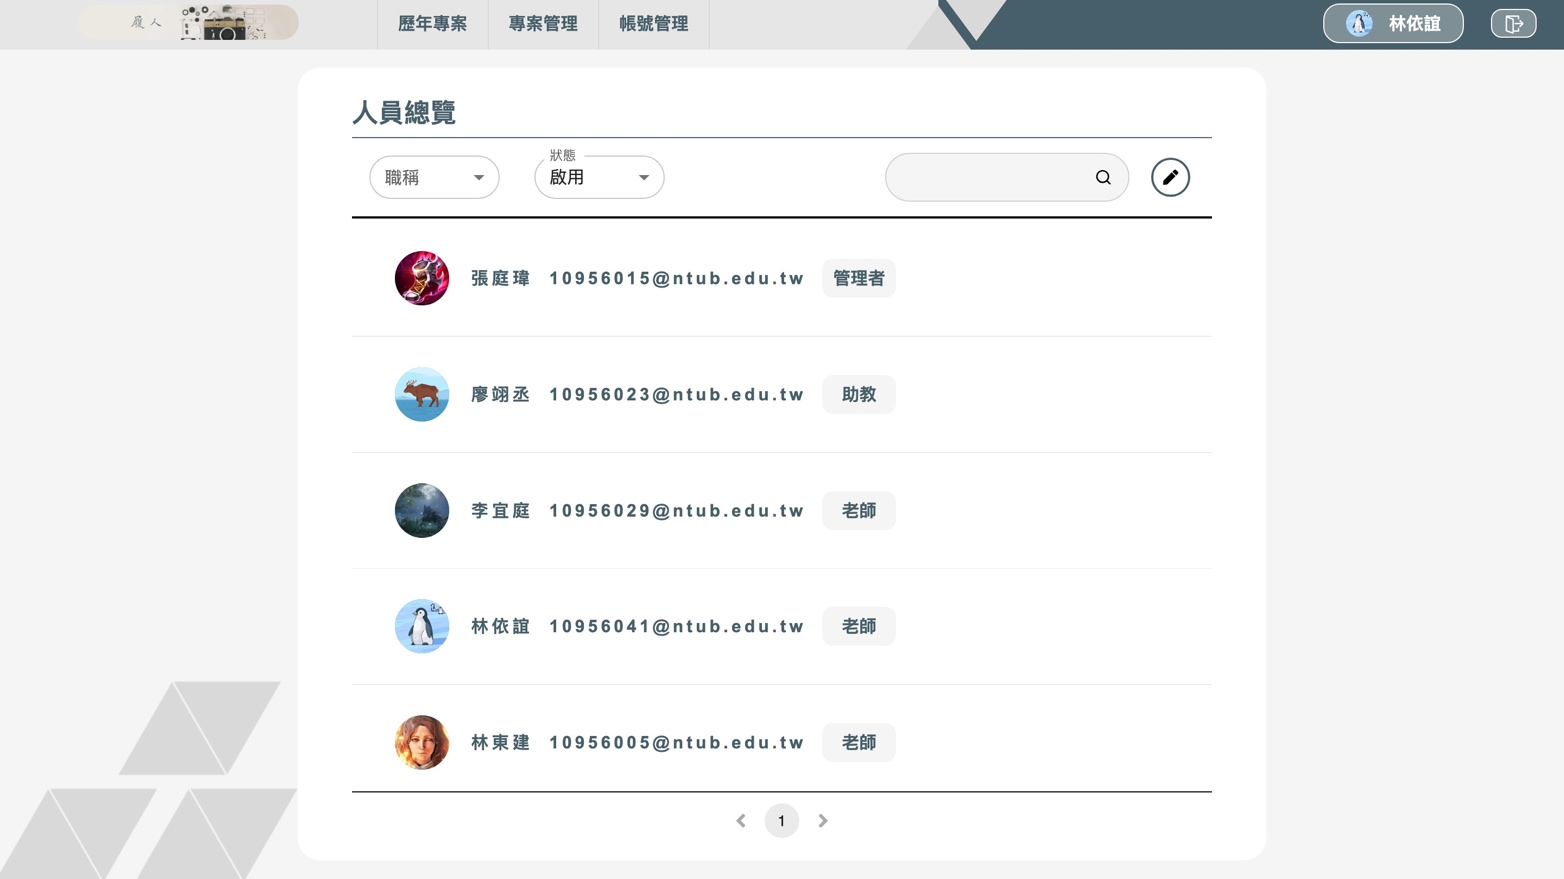 履人
歷年專案 專案管理 帳號管理
林依誼
人員總覽
職稱
狀態
啟用
張庭瑋 10956015@ntub.edu.tw 管理者
廖翊丞 10956023@ntub.edu.tw 助教
李宜庭 10956029@ntub.edu.tw 老師
林依誼 10956041@ntub.edu.tw 老師
林東建 10956005@ntub.edu.tw 老師
1